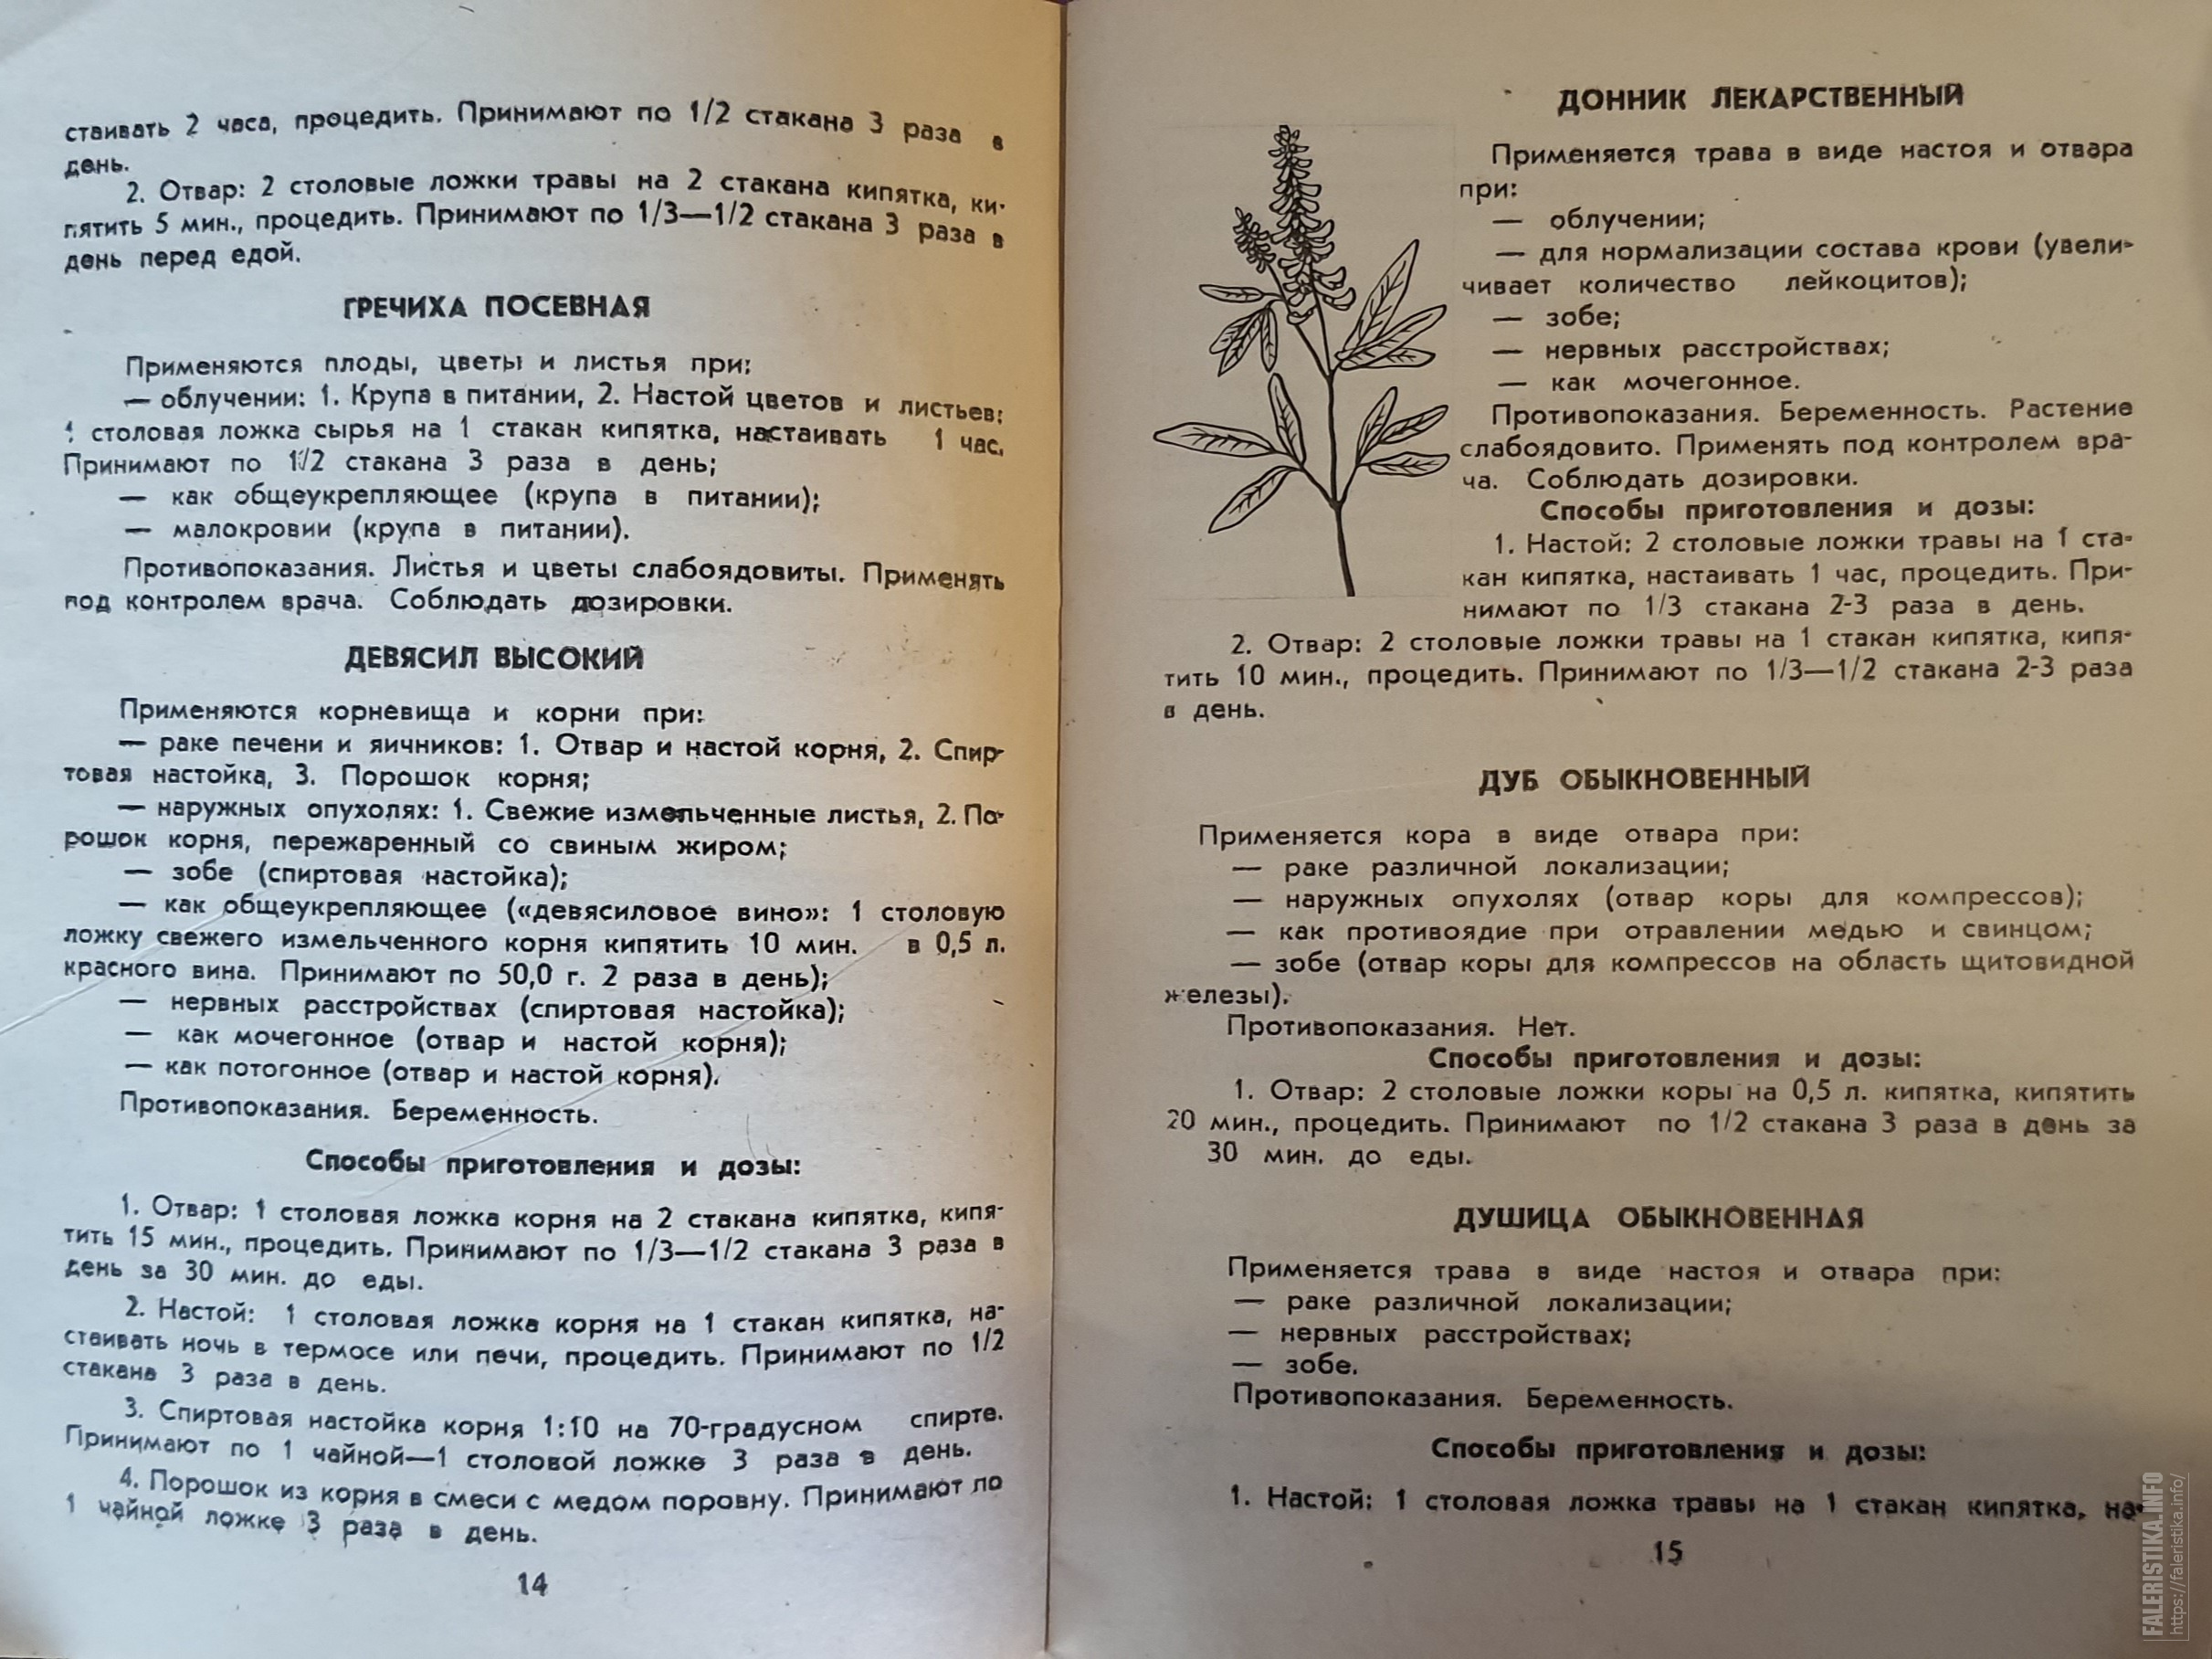 стаивать 2 часа, процедить. Принимают по 1/2 стакана 3 раза в
день.
2. Отвар: 2 столовые ложки травы на 2 стакана кипятка, ки-
пятить 5 мин., процедить. Принимают по 1/3—1/2 стакана 3 раза в
день перед едой.
ГРЕЧИХА ПОСЕВНАЯ
Применяются плоды, цветы и листья при:
— облучении: 1. Крупа в питании, 2. Настой цветов и листьев:
1 столовая ложка сырья на 1 стакан кипятка, настаивать 1 час.
Принимают по 1/2 стакана 3 раза в день;
— как общеукрепляющее (крупа в питании);
— малокровии (крупа в питании).
Противопоказания. Листья и цветы слабоядовиты. Применять
под контролем врача. Соблюдать дозировки.
ДЕВЯСИЛ ВЫСОКИЙ
Применяются корневища и корни при:
— раке печени и яичников: 1. Отвар и настой корня, 2. Спир-
товая настойка, 3. Порошок корня;
— наружных опухолях: 1. Свежие измельченные листья, 2. По-
рошок корня, пережаренный со свиным жиром;
— зобе (спиртовая настойка);
— как общеукрепляющее («девясиловое вино»: 1 столовую
ложку свежего измельченного корня кипятить 10 мин. в 0,5 л.
красного вина. Принимают по 50,0 г. 2 раза в день);
— нервных расстройствах (спиртовая настойка);
— как мочегонное (отвар и настой корня);
— как потогонное (отвар и настой корня).
Противопоказания. Беременность.
Способы приготовления и дозы:
1. Отвар: 1 столовая ложка корня на 2 стакана кипятка, кипя-
тить 15 мин., процедить. Принимают по 1/3—1/2 стакана 3 раза в
день за 30 мин. до еды.
2. Настой: 1 столовая ложка корня на 1 стакан кипятка, на-
стаивать ночь в термосе или печи, процедить. Принимают по 1/2
стакана 3 раза в день.
3. Спиртовая настойка корня 1:10 на 70-градусном спирте.
Принимают по 1 чайной—1 столовой ложке 3 раза в день.
4. Порошок из корня в смеси с медом поровну. Принимают по
1 чайной ложке 3 раза в день.
14
ДОННИК ЛЕКАРСТВЕННЫЙ
Применяется трава в виде настоя и отвара
при:
— облучении;
— для нормализации состава крови (увели-
чивает количество лейкоцитов);
— зобе;
— нервных расстройствах;
— как мочегонное.
Противопоказания. Беременность. Растение
слабоядовито. Применять под контролем вра-
ча. Соблюдать дозировки.
Способы приготовления и дозы:
1. Настой: 2 столовые ложки травы на 1 ста-
кан кипятка, настаивать 1 час, процедить. При-
нимают по 1/3 стакана 2-3 раза в день.
2. Отвар: 2 столовые ложки травы на 1 стакан кипятка, кипя-
тить 10 мин., процедить. Принимают по 1/3—1/2 стакана 2-3 раза
в день.
ДУБ ОБЫКНОВЕННЫЙ
Применяется кора в виде отвара при:
— раке различной локализации;
— наружных опухолях (отвар коры для компрессов);
— как противоядие при отравлении медью и свинцом;
— зобе (отвар коры для компрессов на область щитовидной
железы).
Противопоказания. Нет.
Способы приготовления и дозы:
1. Отвар: 2 столовые ложки коры на 0,5 л. кипятка, кипятить
20 мин., процедить. Принимают по 1/2 стакана 3 раза в день за
30 мин. до еды.
ДУШИЦА ОБЫКНОВЕННАЯ
Применяется трава в виде настоя и отвара при:
— раке различной локализации;
— нервных расстройствах;
— зобе.
Противопоказания. Беременность.
Способы приготовления и дозы:
1. Настой: 1 столовая ложка травы на 1 стакан кипятка, на-
15
FALERISTIKA.INFO
https://faleristika.info/